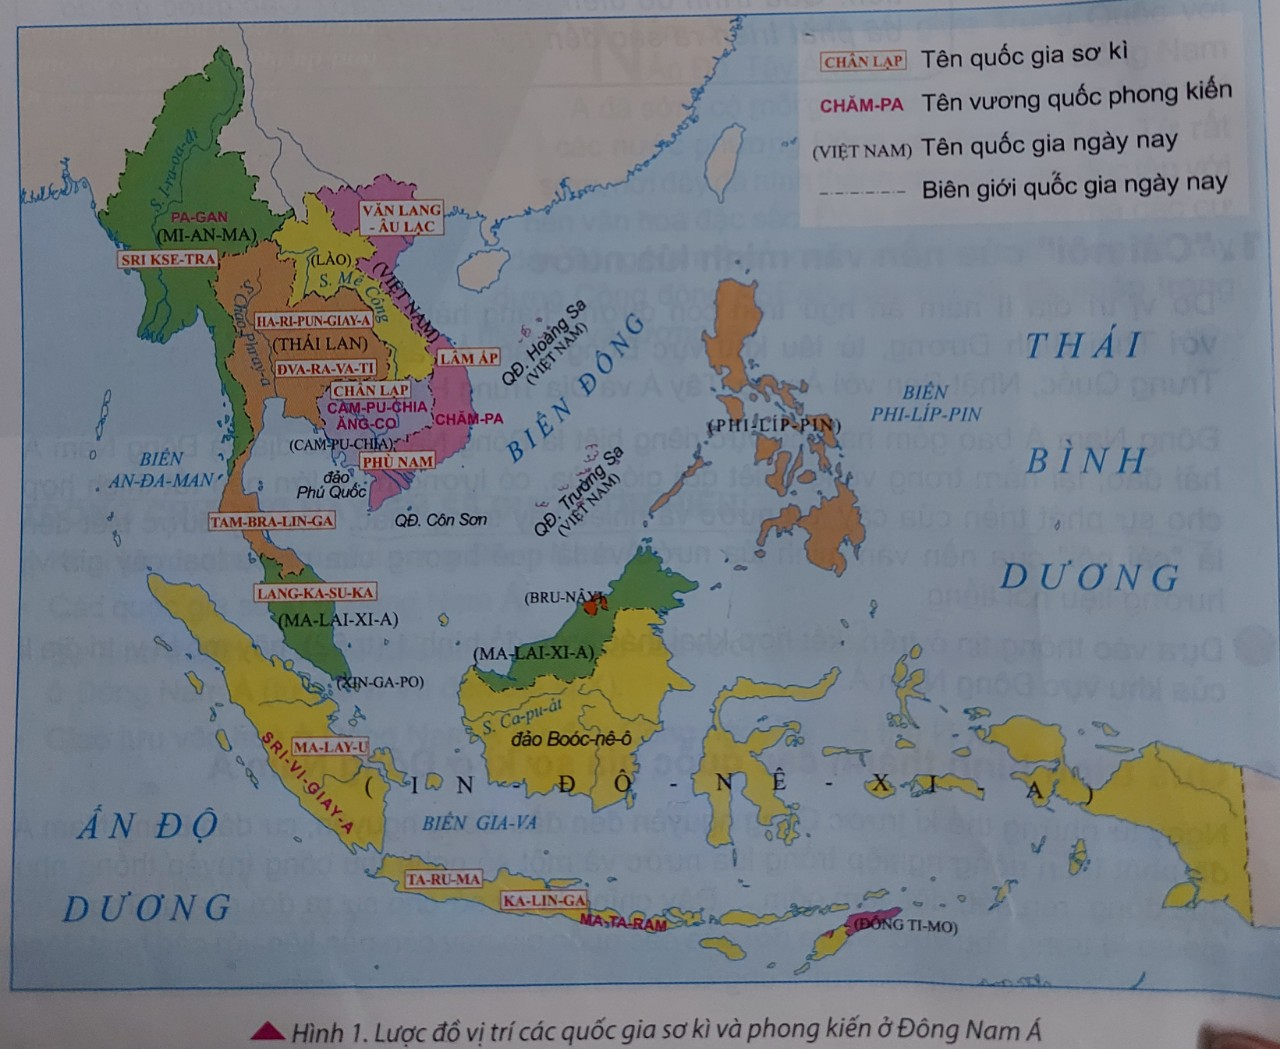 CHÂN LẠP Tên quốc gia sơ kì
CHĂM-PA Tên vương quốc phong kiến
(VIỆT NAM) Tên quốc gia ngày nay
Biên giới quốc gia ngày nay
S. I-ra-oa-đi
PA-GAN
(MI-AN-MA)
SRI KSE-TRA
VĂN LANG
- ÂU LẠC
(LÀO)
S. Mê Công
(VIỆT NAM)
S. Chao Phray-a
HA-RI-PUN-GIAY-A
(THÁI LAN)
ĐVA-RA-VA-TI
LÂM ẤP
CHÂN LẠP
CAM-PU-CHIA
ĂNG-CO
CHĂM-PA
(CAM-PU-CHIA)
PHÙ NAM
đảo
Phú Quốc
QĐ. Côn Sơn
QĐ. Hoàng Sa
(VIỆT NAM)
BIỂN ĐÔNG
QĐ. Trường Sa
(VIỆT NAM)
BIỂN
AN-ĐA-MAN
TAM-BRA-LIN-GA
LANG-KA-SU-KA
(MA-LAI-XI-A)
(XIN-GA-PO)
(PHI-LÍP-PIN)
BIỂN
PHI-LÍP-PIN
THÁI
BÌNH
DƯƠNG
(BRU-NÂY)
(MA-LAI-XI-A)
S. Ca-pu-át
đảo Boóc-nê-ô
MA-LAY-U
SRI-VI-GIAY-A
(IN-ĐÔ-NÊ-XI-A)
ẤN ĐỘ
DƯƠNG
BIỂN GIA-VA
TA-RU-MA
KA-LIN-GA
MA-TA-RAM
(ĐÔNG TI-MO)
Hình 1. Lược đồ vị trí các quốc gia sơ kì và phong kiến ở Đông Nam Á